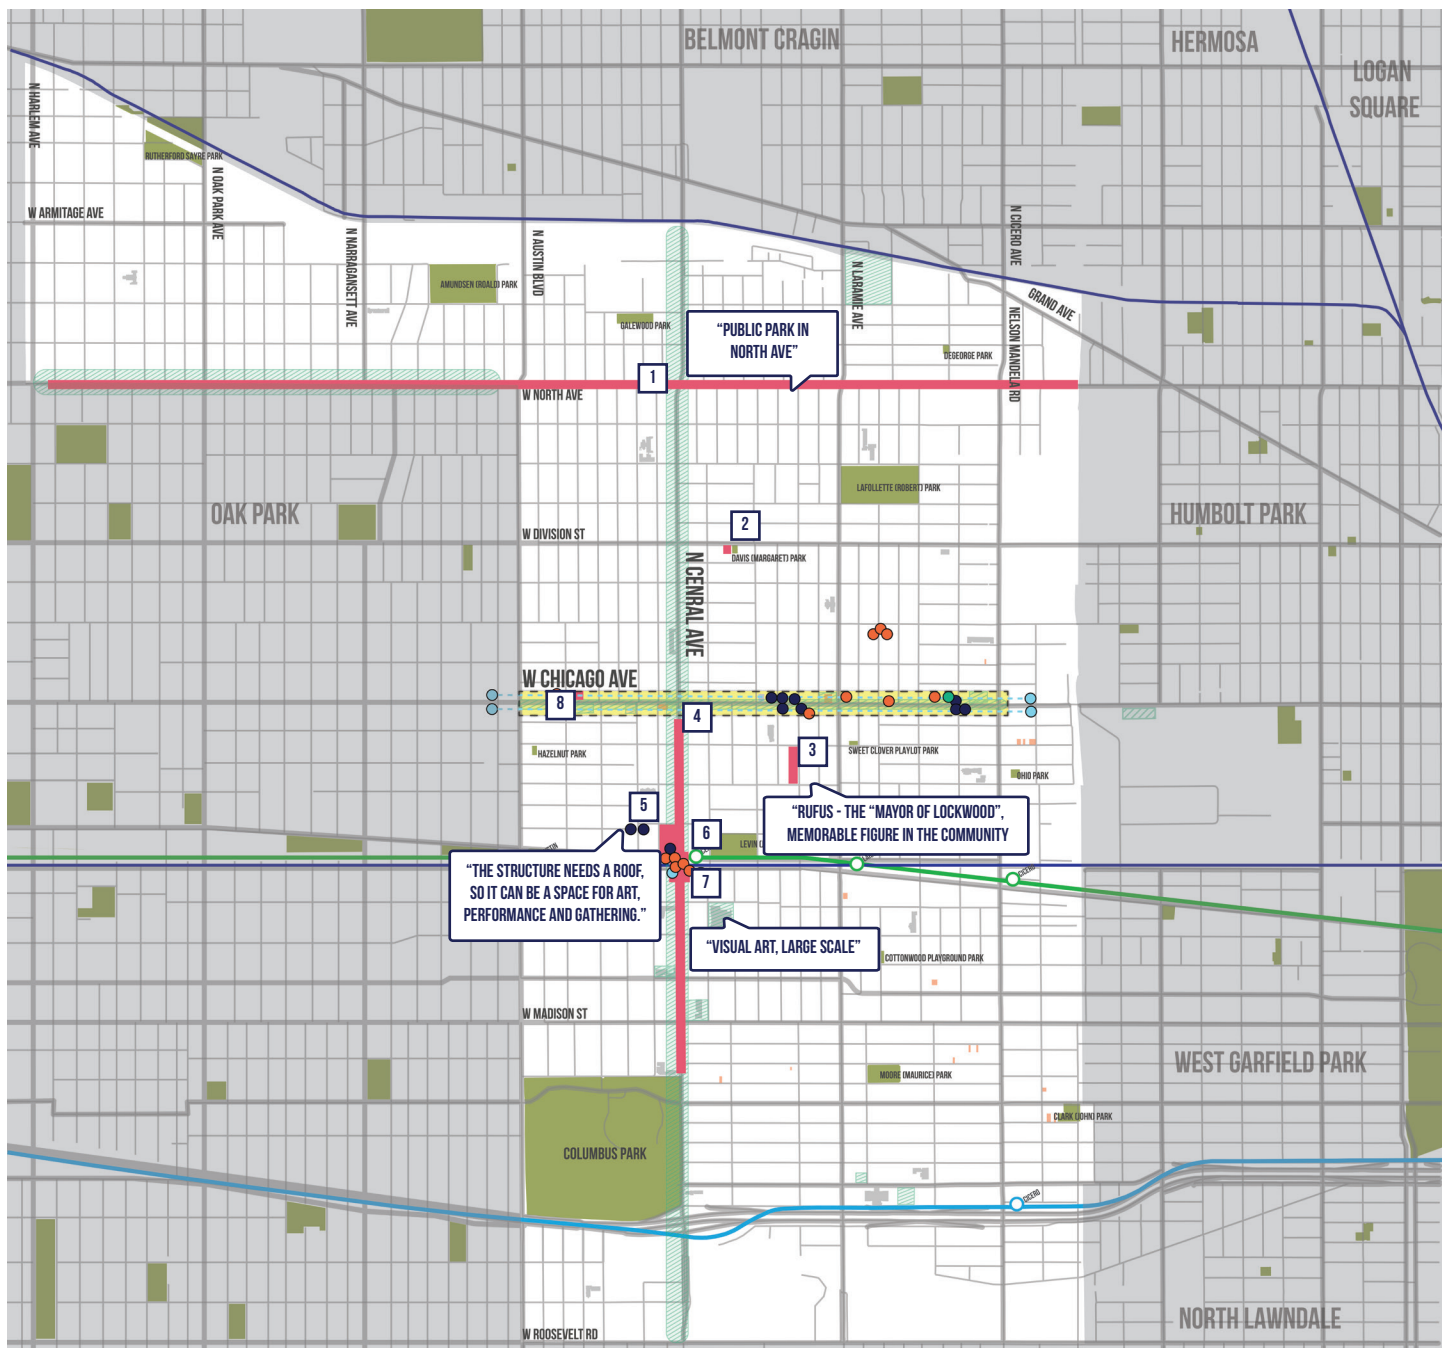 BELMONT CRAGIN
HERMOSA
LOGAN
SQUARE
N HARLEM AVE
RUTHERFORD SAYRE PARK
N OAK PARK AVE
W ARMITAGE AVE
N NARRAGANSETT AVE
N AUSTIN BLVD
N LARAMIE AVE
N CICERO AVE
AMUNDSEN (ROALD) PARK
GALEWOOD PARK
GRAND AVE
NELSON MANDELA RD
"PUBLIC PARK IN
NORTH AVE"
DEGEORGE PARK
1
W NORTH AVE
LAFOLLETTE (ROBERT) PARK
OAK PARK
HUMBOLT PARK
2
W DIVISION ST
DAVIS (MARGARET) PARK
N CENRAL AVE
W CHICAGO AVE
8
4
3
HAZELNUT PARK
SWEET CLOVER PLAYLOT PARK
OHIO PARK
5
6
"RUFUS - THE "MAYOR OF LOCKWOOD",
MEMORABLE FIGURE IN THE COMMUNITY
LEVIN (
CICERO
7
"THE STRUCTURE NEEDS A ROOF,
SO IT CAN BE A SPACE FOR ART,
PERFORMANCE AND GATHERING."
"VISUAL ART, LARGE SCALE"
COTTONWOOD PLAYGROUND PARK
W MADISON ST
WEST GARFIELD PARK
MOORE (MAURICE) PARK
CLARK (JOHN) PARK
COLUMBUS PARK
CICERO
NORTH LAWNDALE
W ROOSEVELT RD